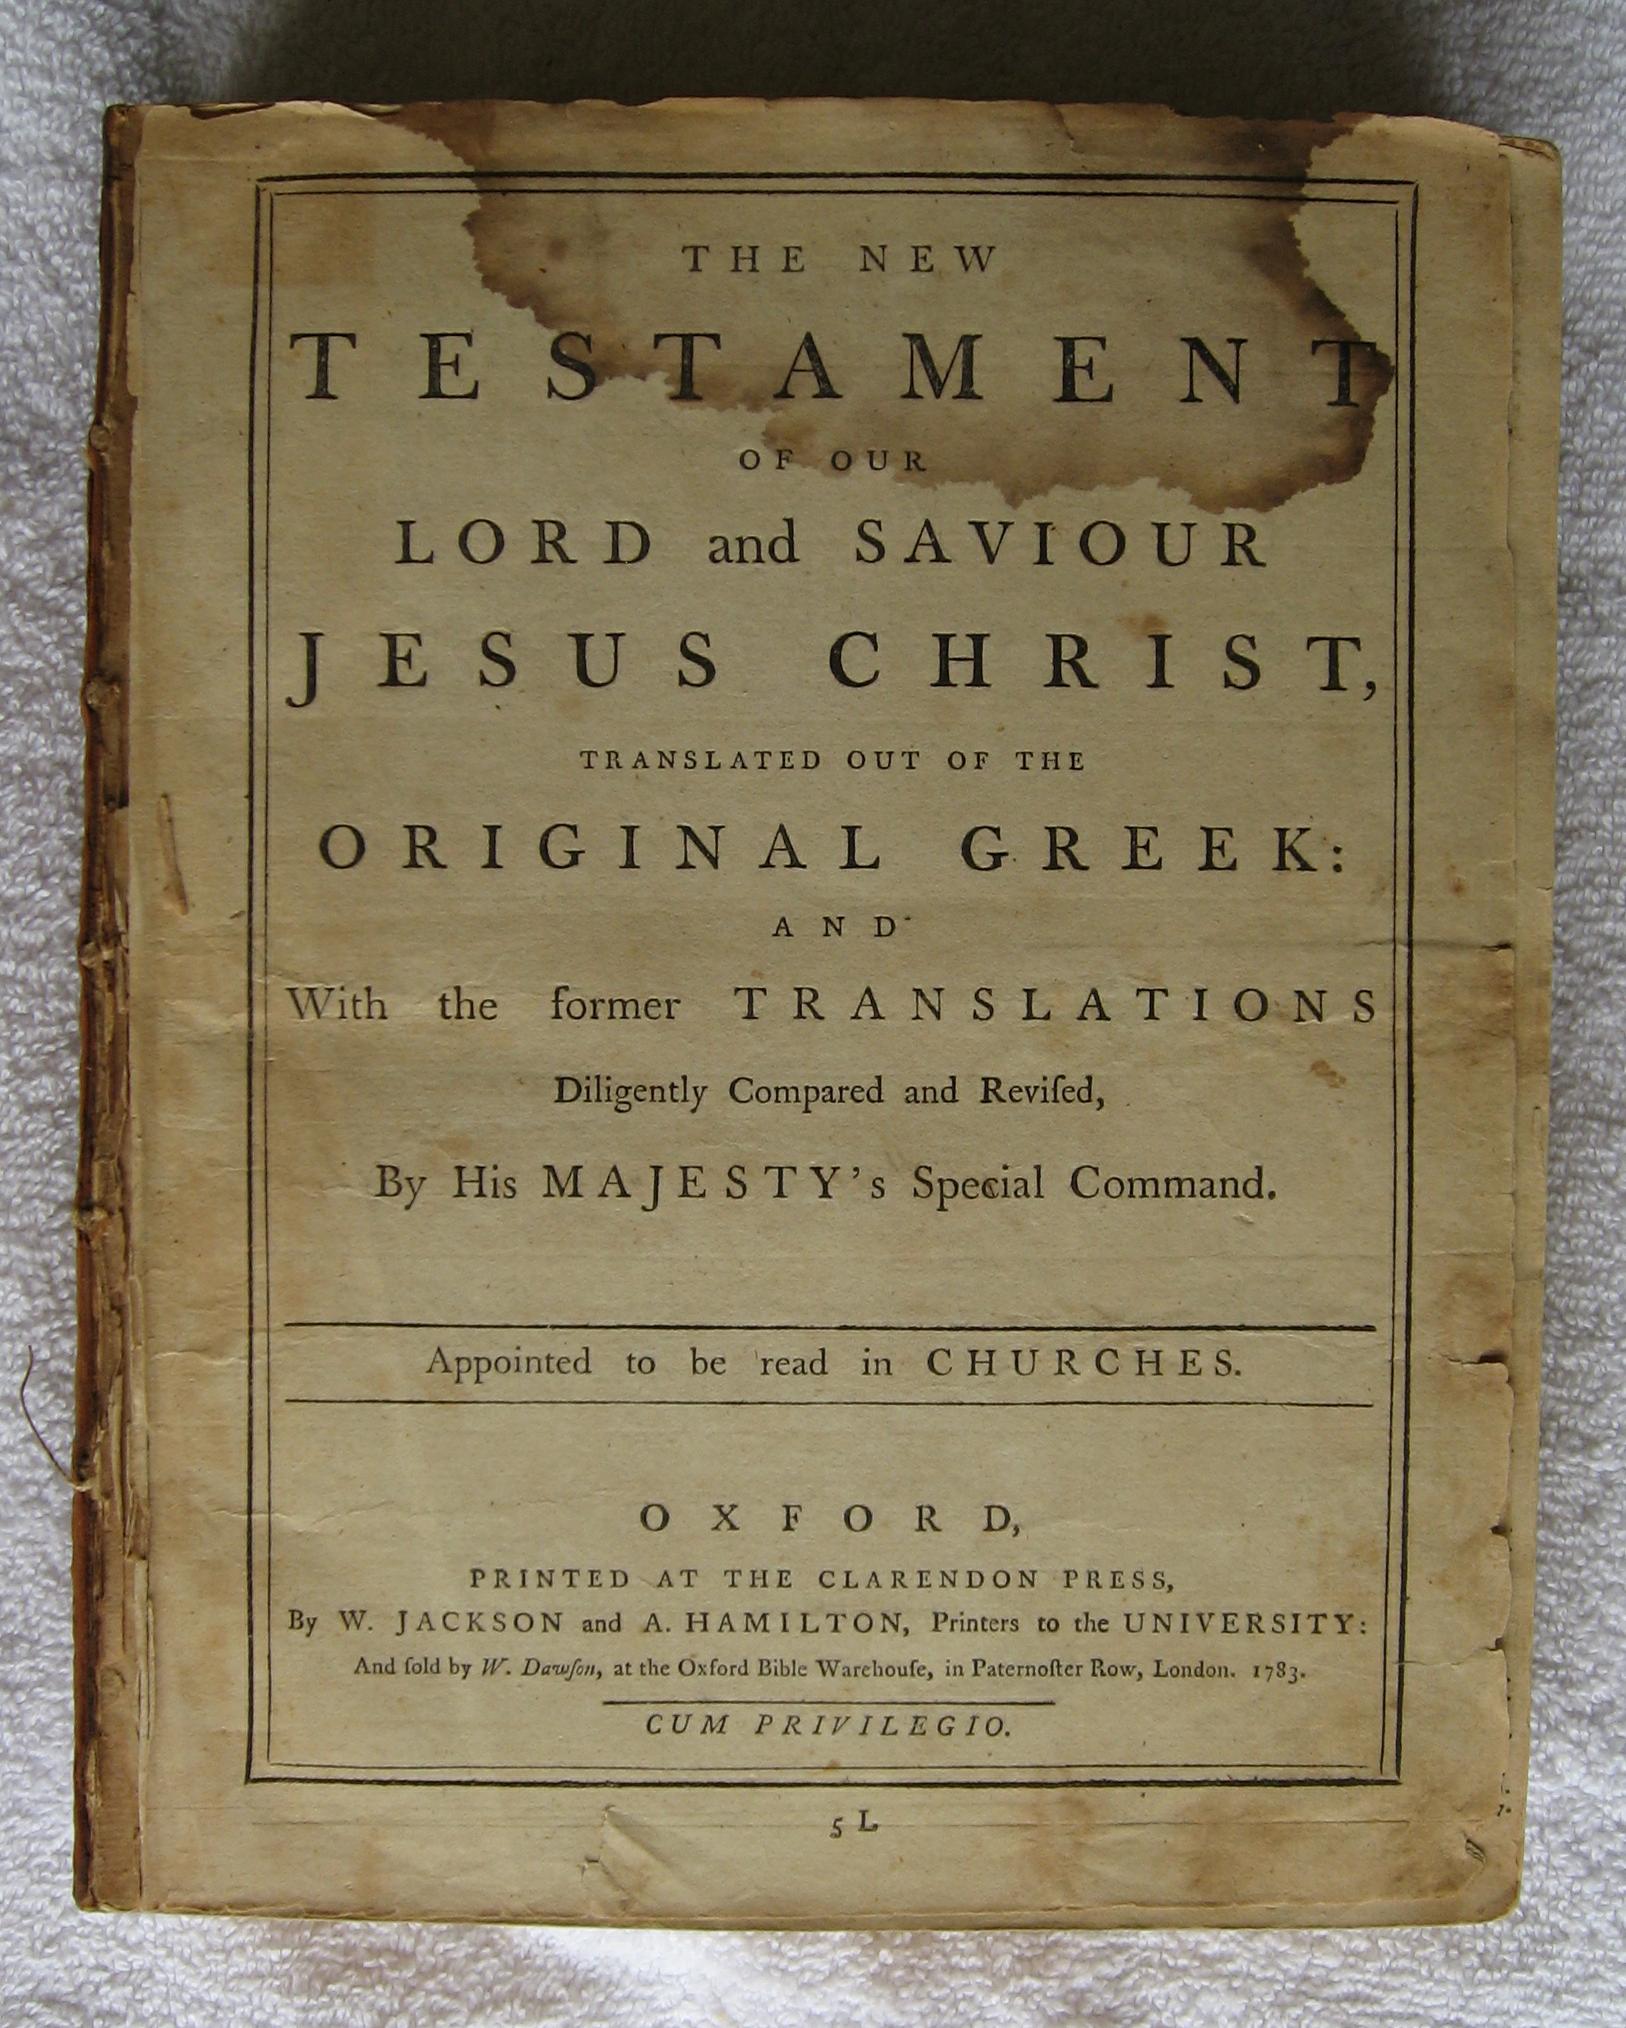 THE NEW
TESTAMENT
OF OUR
LORD and SAVIOUR
JESUS CHRIST,
TRANSLATED OUT OF THE
ORIGINAL GREEK:
AND
With the former TRANSLATIONS
Diligently Compared and Reviſed,
By His MAJESTY's Special Command.
Appointed to be read in CHURCHES.
OXFORD,
PRINTED AT THE CLARENDON PRESS,
By W. JACKSON and A. HAMILTON, Printers to the UNIVERSITY:
And ſold by W. Dawſon, at the Oxford Bible Warehouſe, in Paternoſter Row, London. 1783.
CUM PRIVILEGIO.
5 L